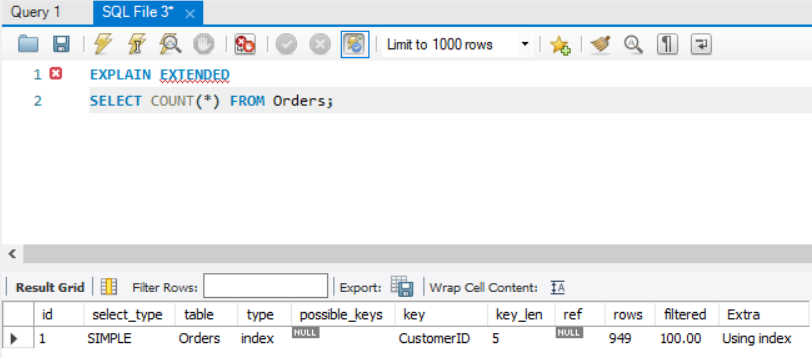 Query 1 SQL File 3*
Limit to 1000 rows
1 EXPLAIN EXTENDED
2 SELECT COUNT(*) FROM Orders;
Result Grid Filter Rows: Export: Wrap Cell Content: IA
id select_type table type possible_keys key key_len ref rows filtered Extra
1 SIMPLE Orders index NULL CustomerID 5 NULL 949 100.00 Using index